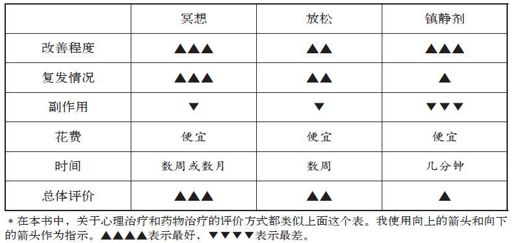 冥想 放松 镇静剂
改善程度 ▲▲▲ ▲▲ ▲▲▲
复发情况 ▲▲▲ ▲▲ ▲
副作用 ▼ ▼ ▼▼▼
花费 便宜 便宜 便宜
时间 数周或数月 数周 几分钟
总体评价 ▲▲▲ ▲▲ ▲
*在本书中，关于心理治疗和药物治疗的评价方式都类似上面这个表。我使用向上的箭头和向下
的箭头作为指示。▲▲▲▲表示最好，▼▼▼▼表示最差。